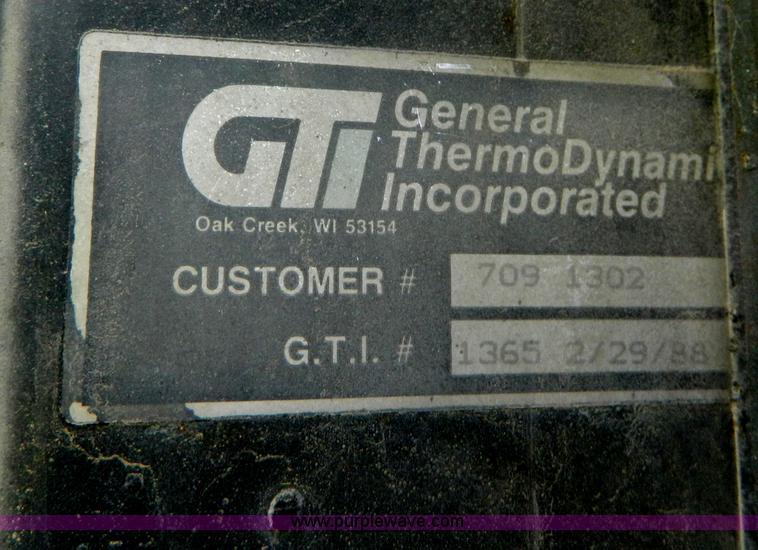 GTi
General
ThermoDynami
Incorporated
Oak Creek, WI 53154
CUSTOMER # 709 1302
G.T.I. # 1365 2/29/88
www.purplewave.com